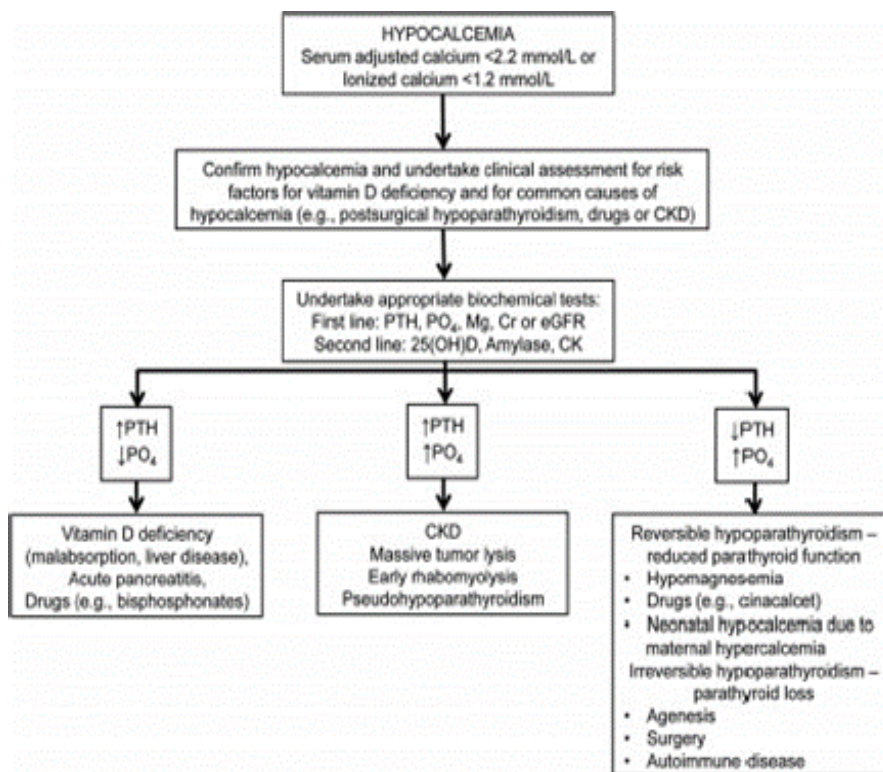 HYPOCALCEMIA
Serum adjusted calcium <2.2 mmol/L or
Ionized calcium <1.2 mmol/L
Confirm hypocalcemia and undertake clinical assessment for risk
factors for vitamin D deficiency and for common causes of
hypocalcemia (e.g., postsurgical hypoparathyroidism, drugs or CKD)
Undertake appropriate biochemical tests:
First line: PTH, PO₄, Mg, Cr or eGFR
Second line: 25(OH)D, Amylase, CK
↑PTH
↓PO₄
↑PTH
↑PO₄
↓PTH
↑PO₄
Vitamin D deficiency
(malabsorption, liver disease),
Acute pancreatitis,
Drugs (e.g., bisphosphonates)
CKD
Massive tumor lysis
Early rhabomyolysis
Pseudohypoparathyroidism
Reversible hypoparathyroidism –
reduced parathyroid function
• Hypomagnesemia
• Drugs (e.g., cinacalcet)
• Neonatal hypocalcemia due to
maternal hypercalcemia
Irreversible hypoparathyroidism –
parathyroid loss
• Agenesis
• Surgery
• Autoimmune disease